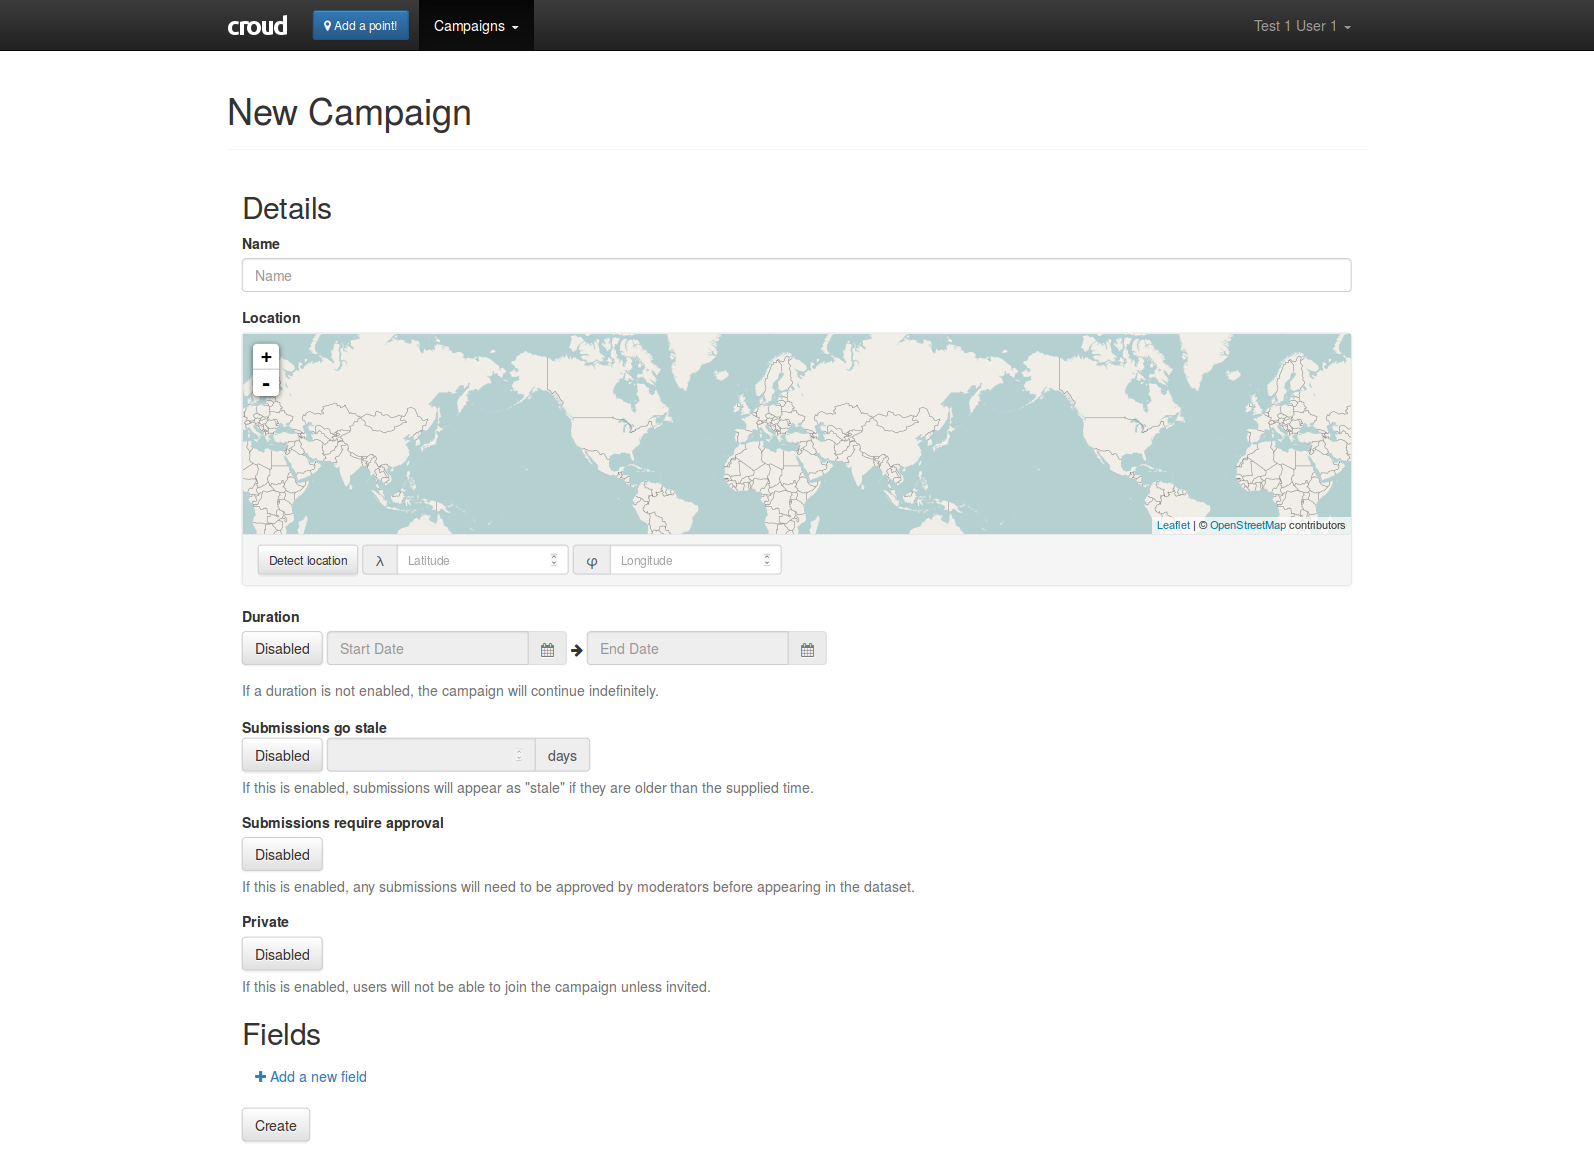 croud Add a point! Campaigns Test 1 User 1
New Campaign
Details
Name
Name
Location
+
-
Leaflet | © OpenStreetMap contributors
Detect location λ Latitude φ Longitude
Duration
Disabled Start Date End Date
If a duration is not enabled, the campaign will continue indefinitely.
Submissions go stale
Disabled days
If this is enabled, submissions will appear as "stale" if they are older than the supplied time.
Submissions require approval
Disabled
If this is enabled, any submissions will need to be approved by moderators before appearing in the dataset.
Private
Disabled
If this is enabled, users will not be able to join the campaign unless invited.
Fields
Add a new field
Create